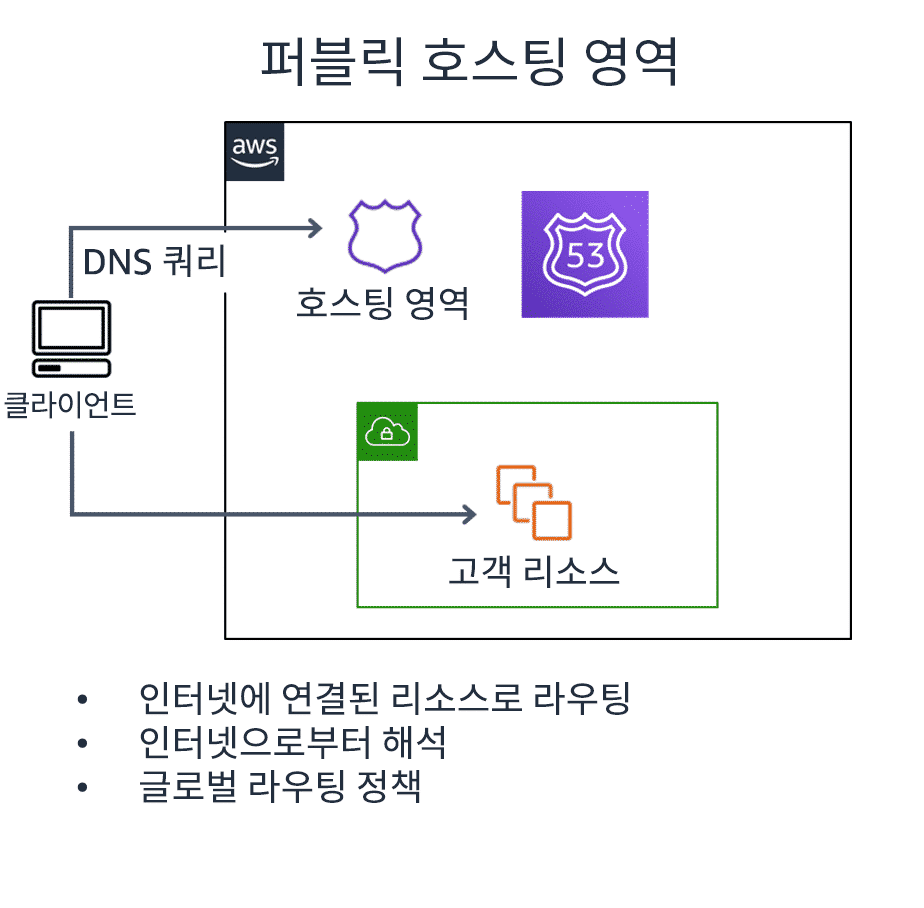 퍼블릭 호스팅 영역
aws
DNS 쿼리
53
호스팅 영역
클라이언트
고객 리소스
• 인터넷에 연결된 리소스로 라우팅
• 인터넷으로부터 해석
• 글로벌 라우팅 정책